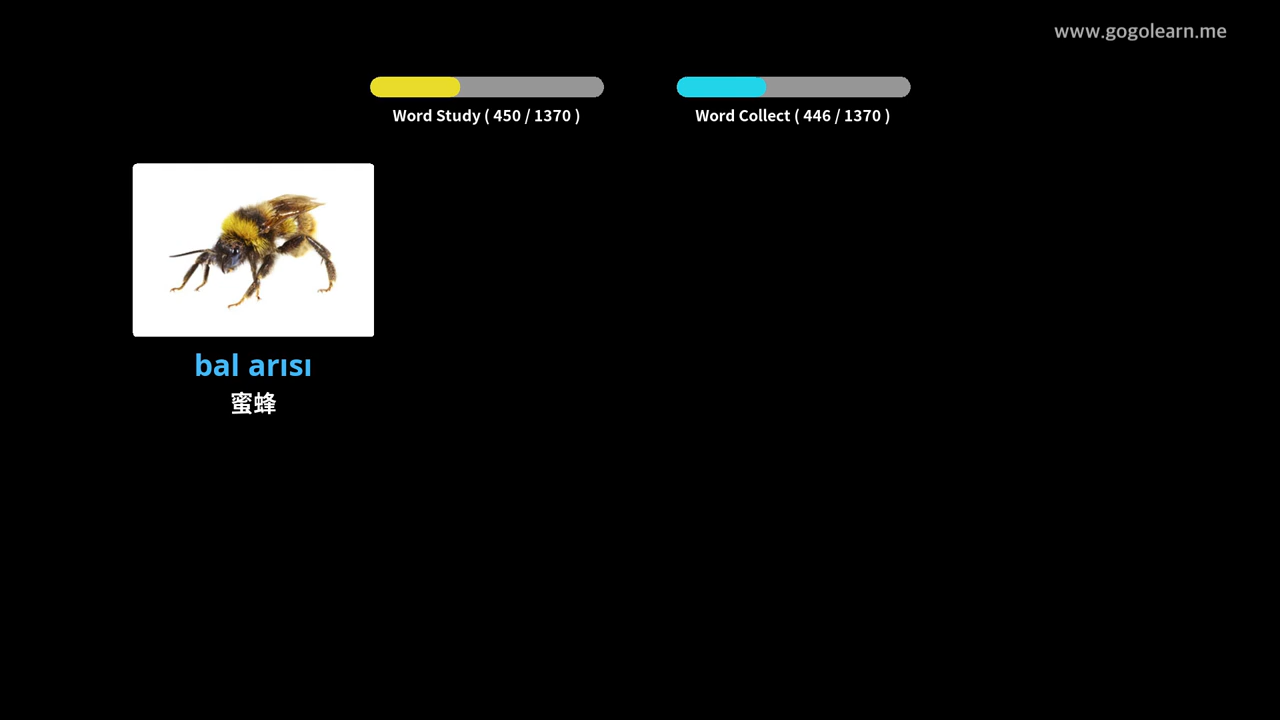 www.gogolearn.me
Word Study ( 450 / 1370 )
Word Collect ( 446 / 1370 )
bal arısı
蜜蜂